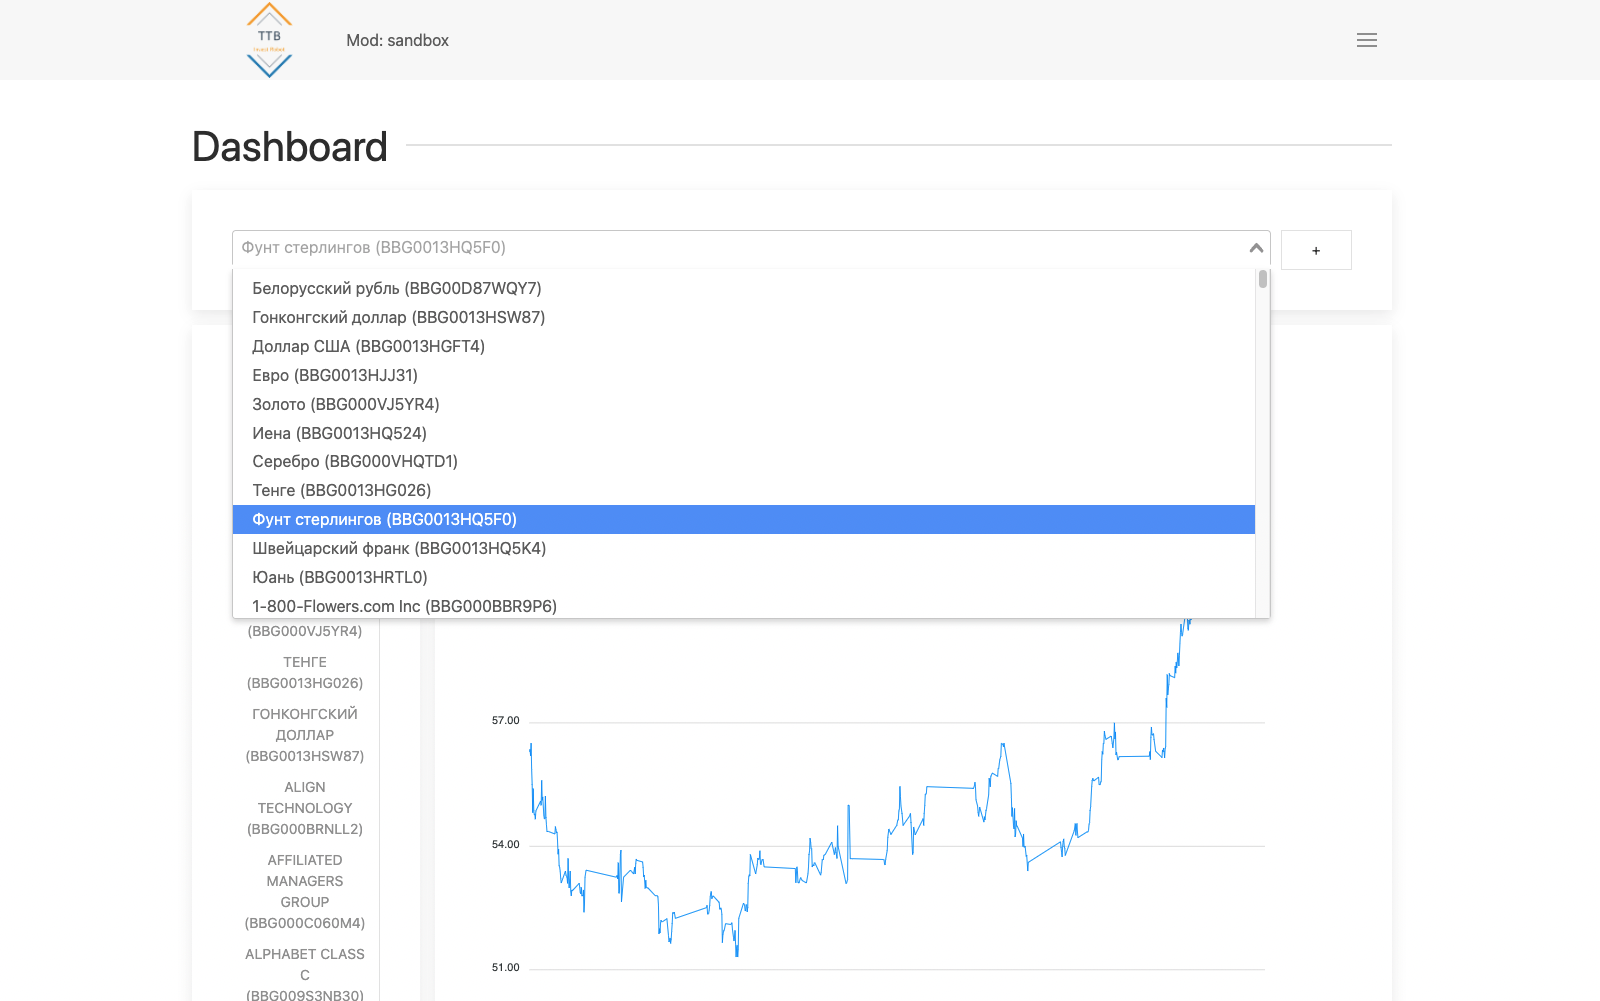 TTB
Invest Robot
Mod: sandbox
Dashboard
Фунт стерлингов (BBG0013HQ5F0)
+
Белорусский рубль (BBG00D87WQY7)
Гонконгский доллар (BBG0013HSW87)
Доллар США (BBG0013HGFT4)
Евро (BBG0013HJJ31)
Золото (BBG000VJ5YR4)
Иена (BBG0013HQ524)
Серебро (BBG000VHQTD1)
Тенге (BBG0013HG026)
Фунт стерлингов (BBG0013HQ5F0)
Швейцарский франк (BBG0013HQ5K4)
Юань (BBG0013HRTL0)
1-800-Flowers.com Inc (BBG000BBR9P6)
(BBG000VJ5YR4)
ТЕНГЕ
(BBG0013HG026)
ГОНКОНГСКИЙ
ДОЛЛАР
(BBG0013HSW87)
ALIGN
TECHNOLOGY
(BBG000BRNLL2)
AFFILIATED
MANAGERS
GROUP
(BBG000C060M4)
ALPHABET CLASS
C
(BBG009S3NB30)
57.00
54.00
51.00